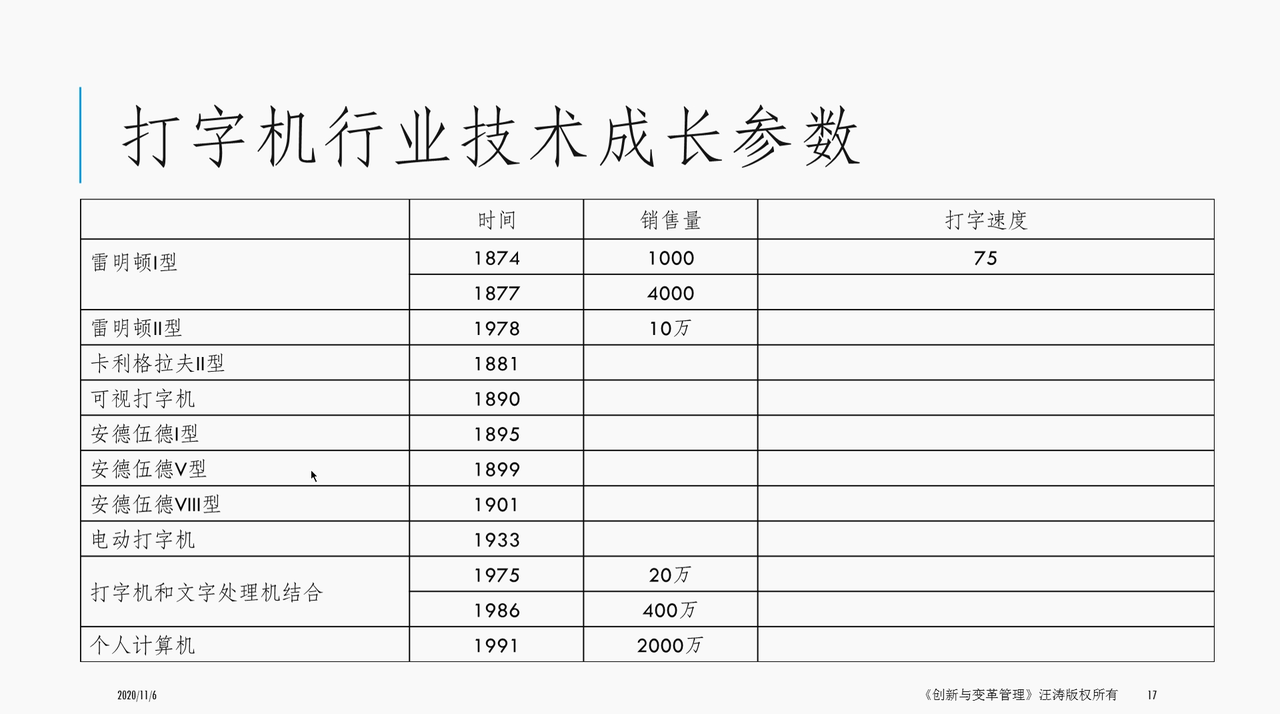 打字机行业技术成长参数
时间 销售量 打字速度
雷明顿I型 1874 1000 75
1877 4000
雷明顿II型 1978 10万
卡利格拉夫II型 1881
可视打字机 1890
安德伍德I型 1895
安德伍德V型 1899
安德伍德VIII型 1901
电动打字机 1933
打字机和文字处理机结合 1975 20万
1986 400万
个人计算机 1991 2000万
2020/11/6 《创新与变革管理》汪涛版权所有 17